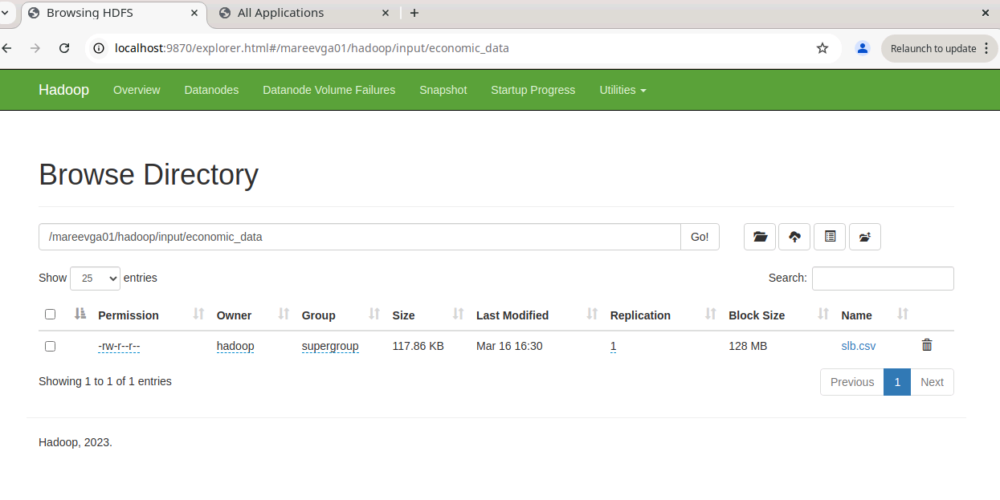 Browsing HDFS
All Applications
localhost:9870/explorer.html#/mareevga01/hadoop/input/economic_data
Relaunch to update
Hadoop Overview Datanodes Datanode Volume Failures Snapshot Startup Progress Utilities
Browse Directory
/mareevga01/hadoop/input/economic_data Go!
Show 25 entries Search:
Permission Owner Group Size Last Modified Replication Block Size Name
-rw-r--r-- hadoop supergroup 117.86 KB Mar 16 16:30 1 128 MB slb.csv
Showing 1 to 1 of 1 entries Previous 1 Next
Hadoop, 2023.